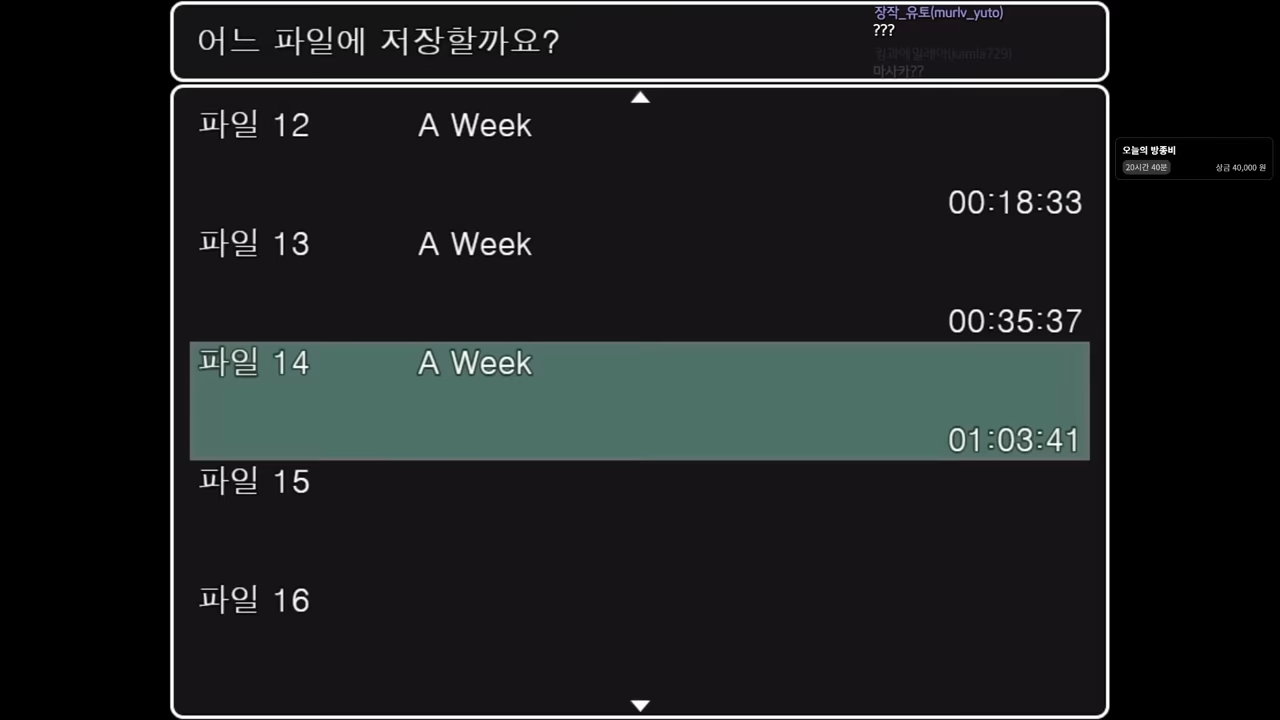 어느 파일에 저장할까요?
장작_유토(murlv_yuto)
???
마사카??
파일 12 A Week
00:18:33
파일 13 A Week
00:35:37
파일 14 A Week
01:03:41
파일 15
파일 16
오늘의 방종비
20시간 40분 상금 40,000 원